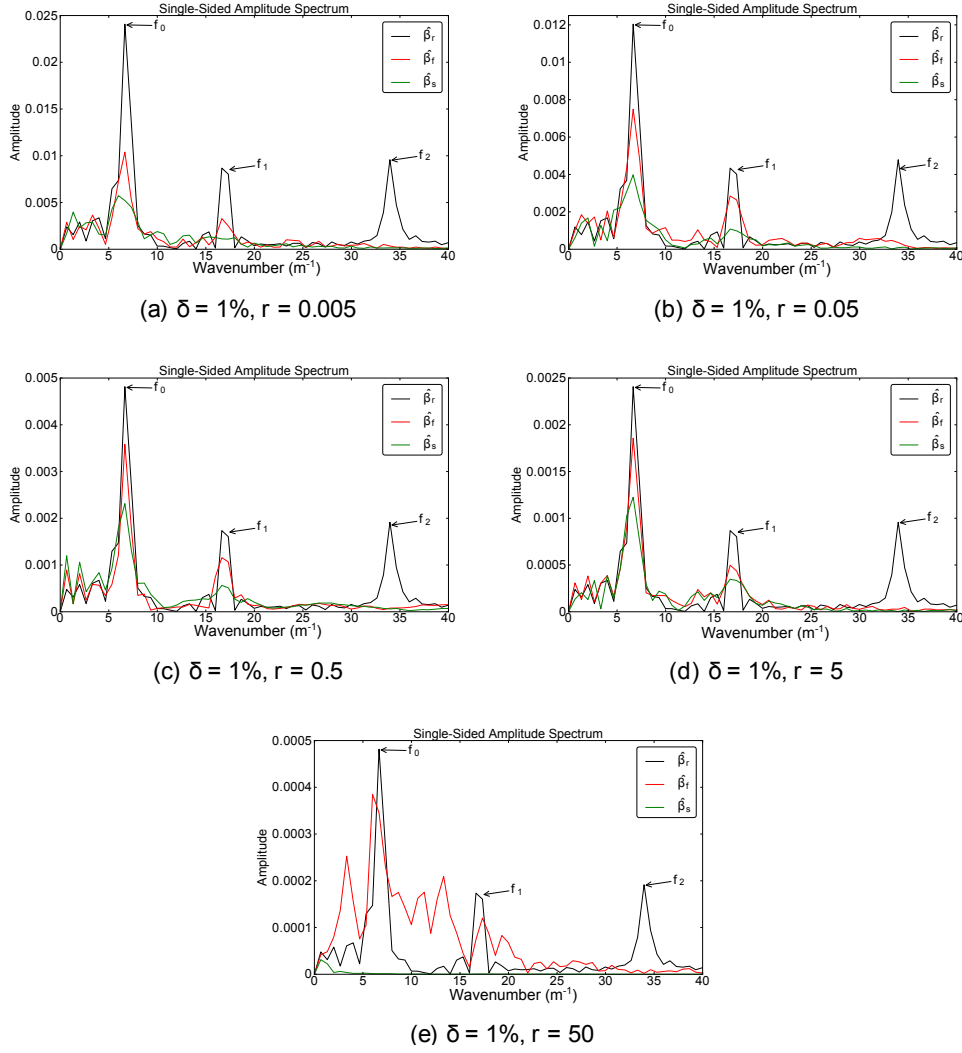 Single-Sided Amplitude Spectrum
0.025
0.020
0.015
0.010
0.005
0
Amplitude
f₀
f₁
f₂
β̂ᵣ
β̂f
β̂ₛ
0 5 10 15 20 25 30 35 40
Wavenumber (m⁻¹)
(a) δ = 1%, r = 0.005
Single-Sided Amplitude Spectrum
0.012
0.010
0.008
0.006
0.004
0.002
0
Amplitude
f₀
f₁
f₂
β̂ᵣ
β̂f
β̂ₛ
0 5 10 15 20 25 30 35 40
Wavenumber (m⁻¹)
(b) δ = 1%, r = 0.05
Single-Sided Amplitude Spectrum
0.005
0.004
0.003
0.002
0.001
0
Amplitude
f₀
f₁
f₂
β̂ᵣ
β̂f
β̂ₛ
0 5 10 15 20 25 30 35 40
Wavenumber (m⁻¹)
(c) δ = 1%, r = 0.5
Single-Sided Amplitude Spectrum
0.0025
0.002
0.0015
0.001
0.0005
0
Amplitude
f₀
f₁
f₂
β̂ᵣ
β̂f
β̂ₛ
0 5 10 15 20 25 30 35 40
Wavenumber (m⁻¹)
(d) δ = 1%, r = 5
Single-Sided Amplitude Spectrum
0.0005
0.0004
0.0003
0.0002
0.0001
0
Amplitude
f₀
f₁
f₂
β̂ᵣ
β̂f
β̂ₛ
0 5 10 15 20 25 30 35 40
Wavenumber (m⁻¹)
(e) δ = 1%, r = 50